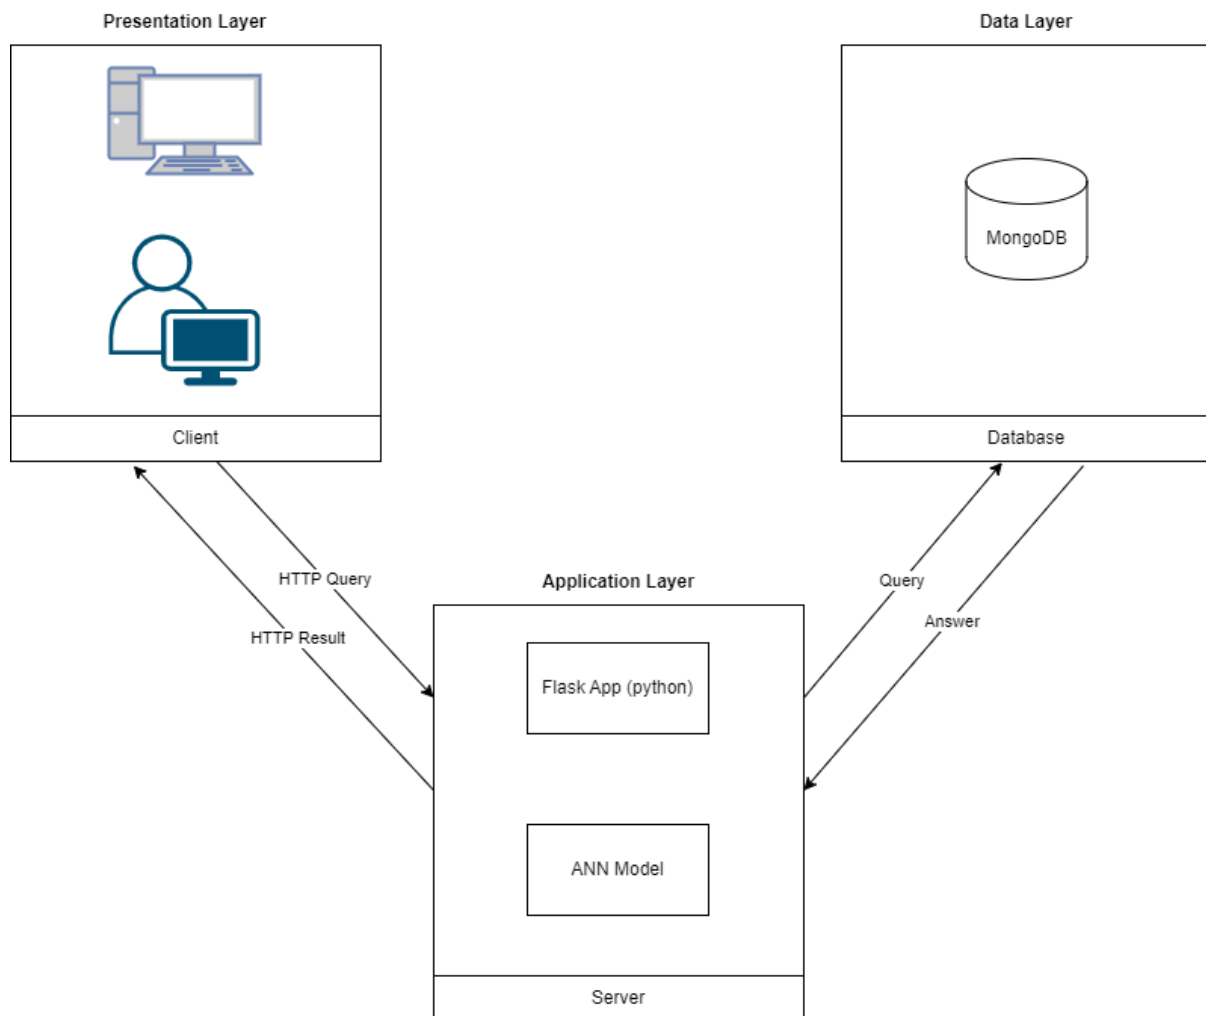 Presentation Layer
Data Layer
MongoDB
Client
Database
HTTP Query
HTTP Result
Query
Answer
Application Layer
Flask App (python)
ANN Model
Server